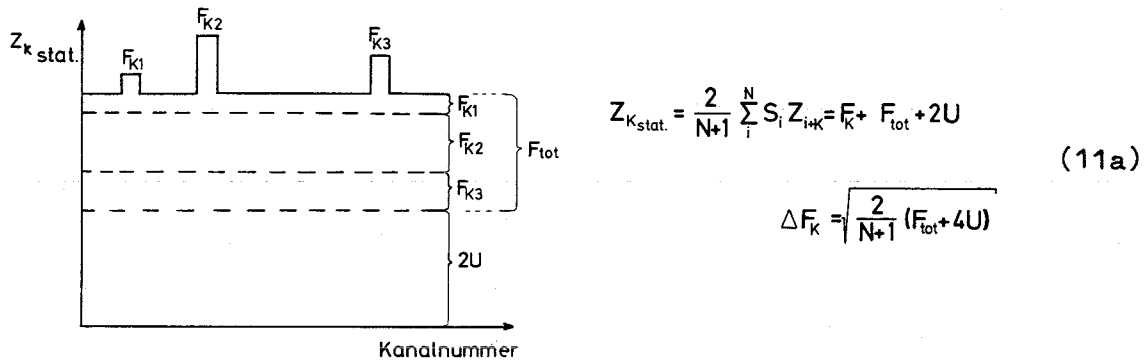 Z_K stat.
F_K1
F_K2
F_K3
F_K1
F_K2
F_K3
F_tot
2U
Kanalnummer
Z_K stat. = 2/(N+1) ∑_i^N S_i Z_i+K = F_K + F_tot + 2U
(11a)
ΔF_K = √(2/(N+1) (F_tot + 4U))